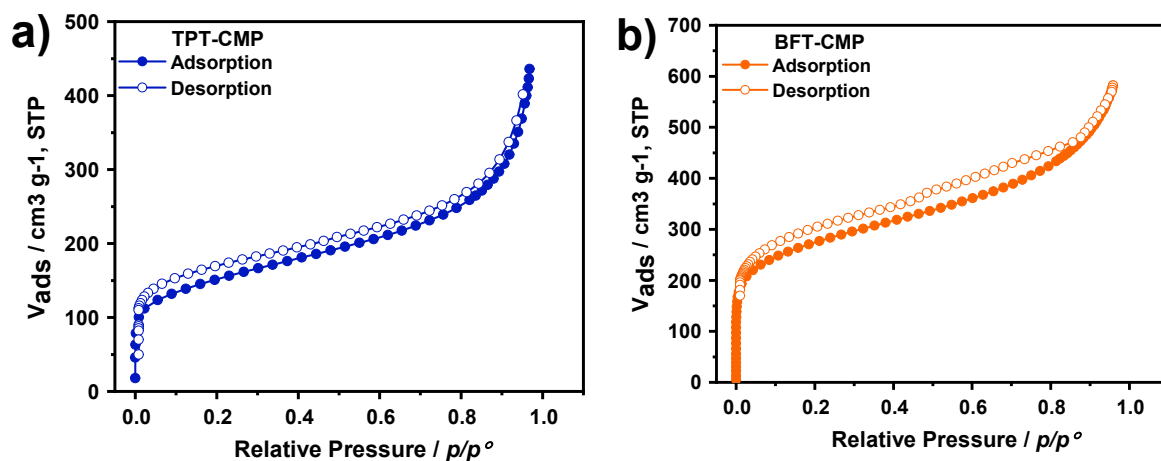 a)
TPT-CMP
Adsorption
Desorption
Vads / cm3 g-1, STP
500
400
300
200
100
0
0.0 0.2 0.4 0.6 0.8 1.0
Relative Pressure / p/p°
b)
BFT-CMP
Adsorption
Desorption
Vads / cm3 g-1, STP
700
600
500
400
300
200
100
0
0.0 0.2 0.4 0.6 0.8 1.0
Relative Pressure / p/p°